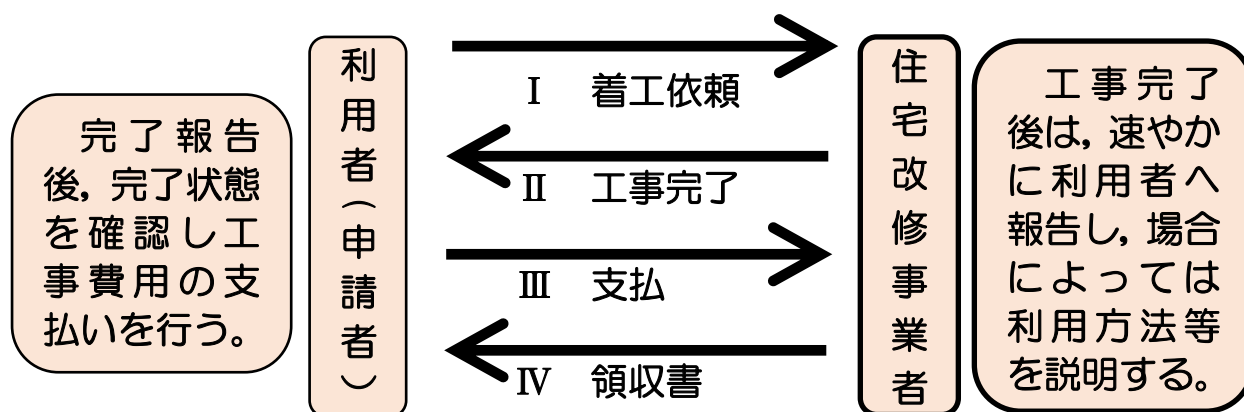 完了報告
後，完了状態
を確認し工
事費用の支
払いを行う。
利用者（申請者）
Ⅰ　着工依頼
Ⅱ　工事完了
Ⅲ　支払
Ⅳ　領収書
住宅改修事業者
工事完了
後は，速やか
に利用者へ
報告し，場合
によっては
利用方法等
を説明する。